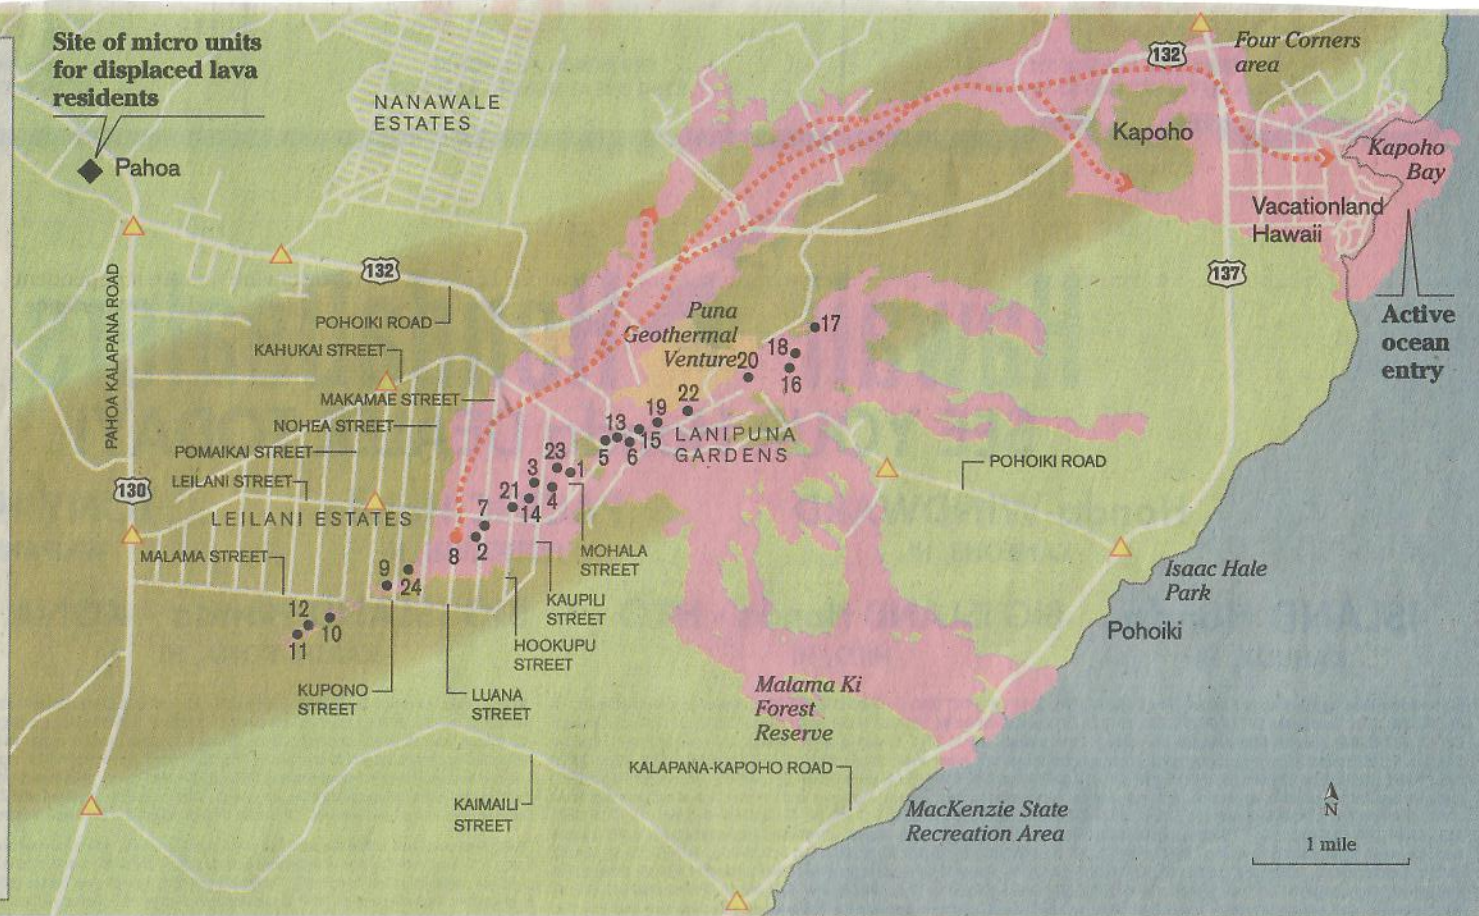 Site of micro units
for displaced lava
residents
Pahoa
NANAWALE
ESTATES
132
Four Corners
area
Kapoho
Kapoho
Bay
Vacationland
Hawaii
137
Active
ocean
entry
132
PAHOA KALAPANA ROAD
POHOIKI ROAD
KAHUKAI STREET
MAKAMAE STREET
NOHEA STREET
POMAIKAI STREET
LEILANI STREET
130
LEILANI ESTATES
MALAMA STREET
Puna
Geothermal
Venture
20
17
18
16
22
19
13
15
5
6
LANIPUNA
GARDENS
23
1
3
4
21
14
7
2
8
9
24
12
10
11
POHOIKI ROAD
MOHALA
STREET
KAUPILI
STREET
HOOKUPU
STREET
LUANA
STREET
KUPONO
STREET
Isaac Hale
Park
Pohoiki
Malama Ki
Forest
Reserve
KALAPANA-KAPOHO ROAD
KAIMAILI
STREET
MacKenzie State
Recreation Area
N
1 mile